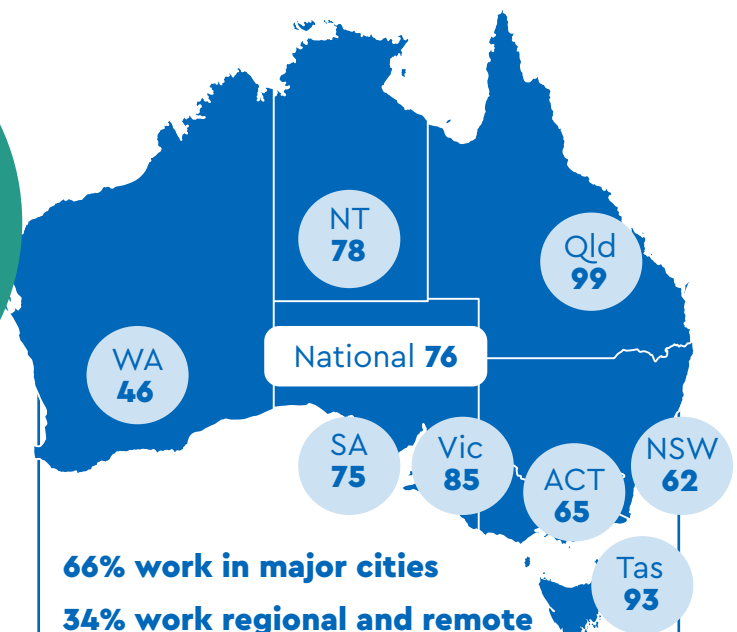 NT
78
Qld
99
National 76
WA
46
SA
75
Vic
85
ACT
65
NSW
62
Tas
93
66% work in major cities
34% work regional and remote